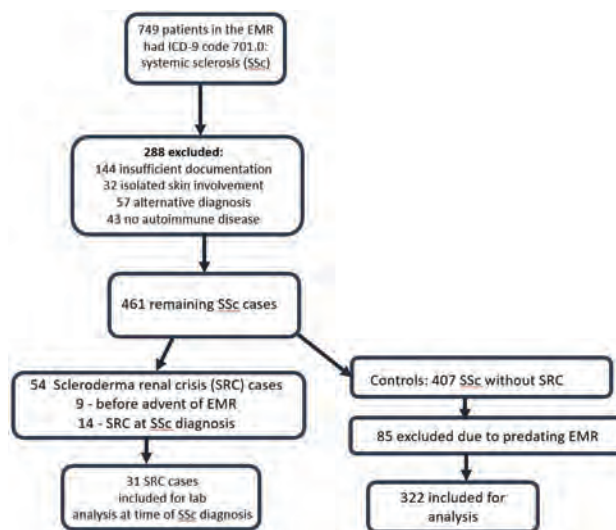 749 patients in the EMR
had ICD-9 code 701.0:
systemic sclerosis (SSc)
288 excluded:
144 insufficient documentation
32 isolated skin involvement
57 alternative diagnosis
43 no autoimmune disease
461 remaining SSc cases
54 Scleroderma renal crisis (SRC) cases
9 - before advent of EMR
14 - SRC at SSc diagnosis
Controls: 407 SSc without SRC
85 excluded due to predating EMR
31 SRC cases
included for lab
analysis at time of SSc diagnosis
322 included for
analysis